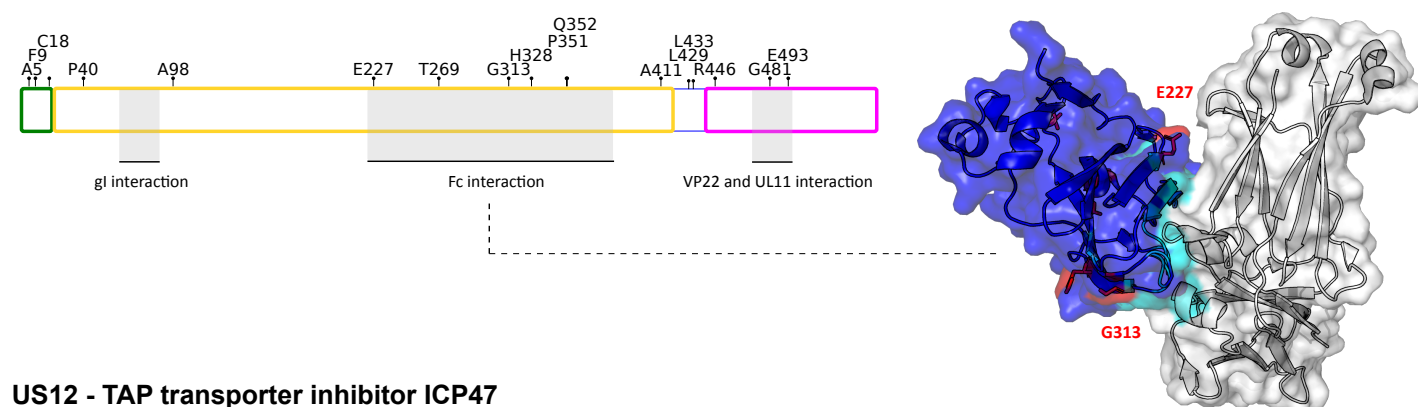 Q352
C18 P351 L433
F9 H328 L429 E493
A5 P40 A98 E227 T269 G313 A411 R446 G481
gI interaction Fc interaction VP22 and UL11 interaction
E227
G313
US12 - TAP transporter inhibitor ICP47